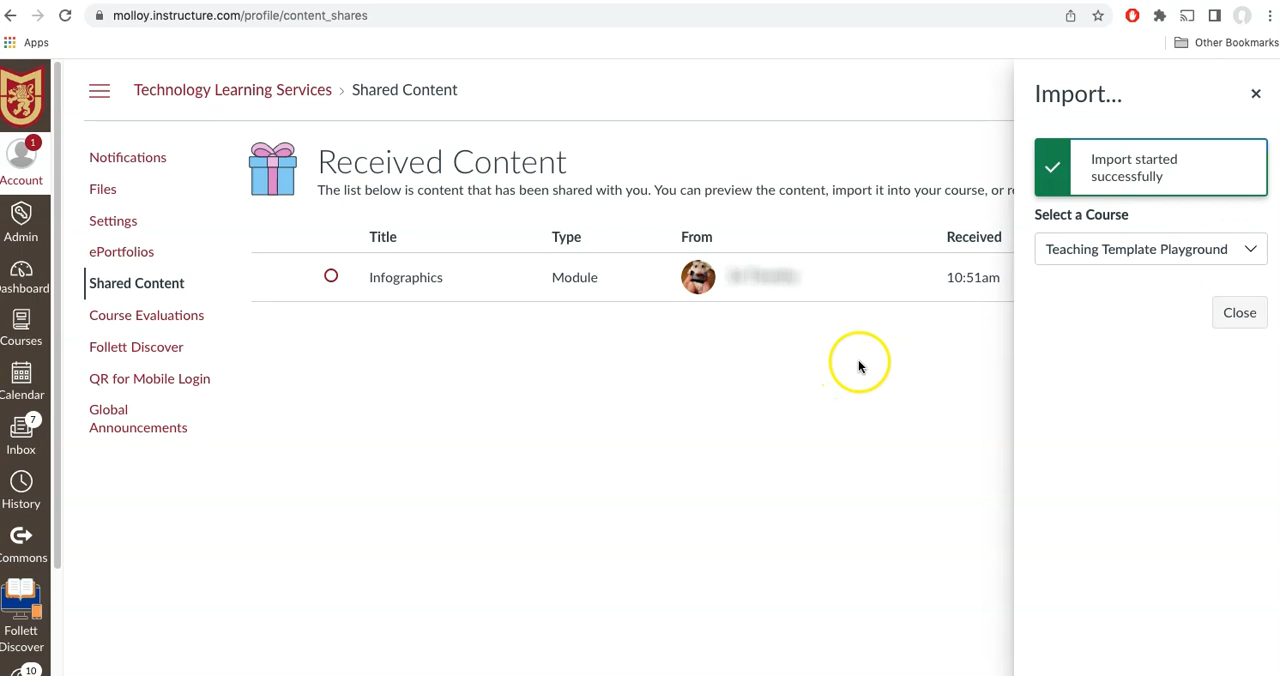 molloy.instructure.com/profile/content_shares
Apps
Other Bookmarks
Technology Learning Services › Shared Content
Import...
1
Account
Admin
Dashboard
Courses
Calendar
7
Inbox
History
Commons
Follett
Discover
10
Notifications
Files
Settings
ePortfolios
Shared Content
Course Evaluations
Follett Discover
QR for Mobile Login
Global
Announcements
Received Content
The list below is content that has been shared with you. You can preview the content, import it into your course, or
Title Type From Received
Infographics Module 10:51am
Import started
successfully
Select a Course
Teaching Template Playground
Close